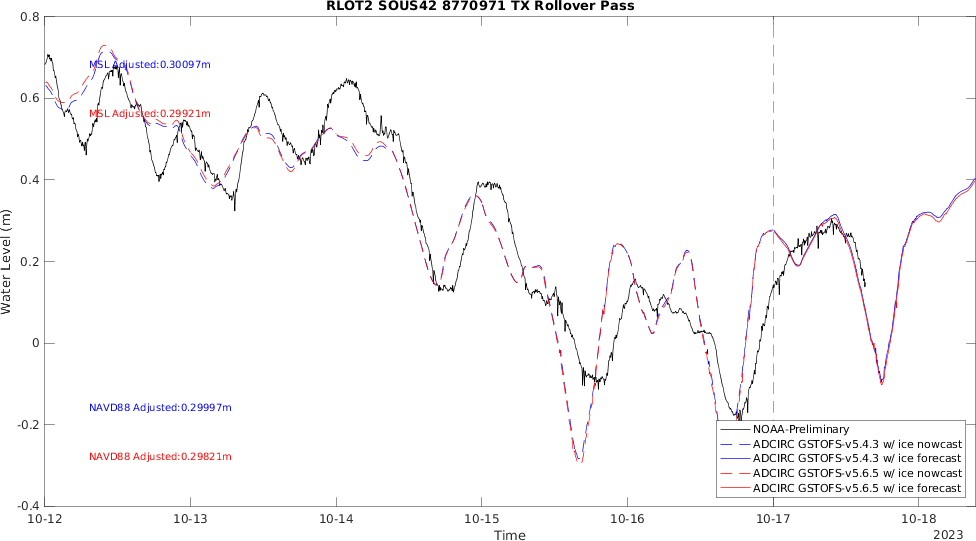 RLOT2 SOUS42 8770971 TX Rollover Pass
0.8
0.6
0.4
0.2
0
-0.2
-0.4
Water Level (m)
MSL Adjusted:0.30097m
MSL Adjusted:0.29921m
NAVD88 Adjusted:0.29997m
NAVD88 Adjusted:0.29821m
NOAA-Preliminary
ADCIRC GSTOFS-v5.4.3 w/ ice nowcast
ADCIRC GSTOFS-v5.4.3 w/ ice forecast
ADCIRC GSTOFS-v5.6.5 w/ ice nowcast
ADCIRC GSTOFS-v5.6.5 w/ ice forecast
10-12 10-13 10-14 10-15 10-16 10-17 10-18
Time
2023